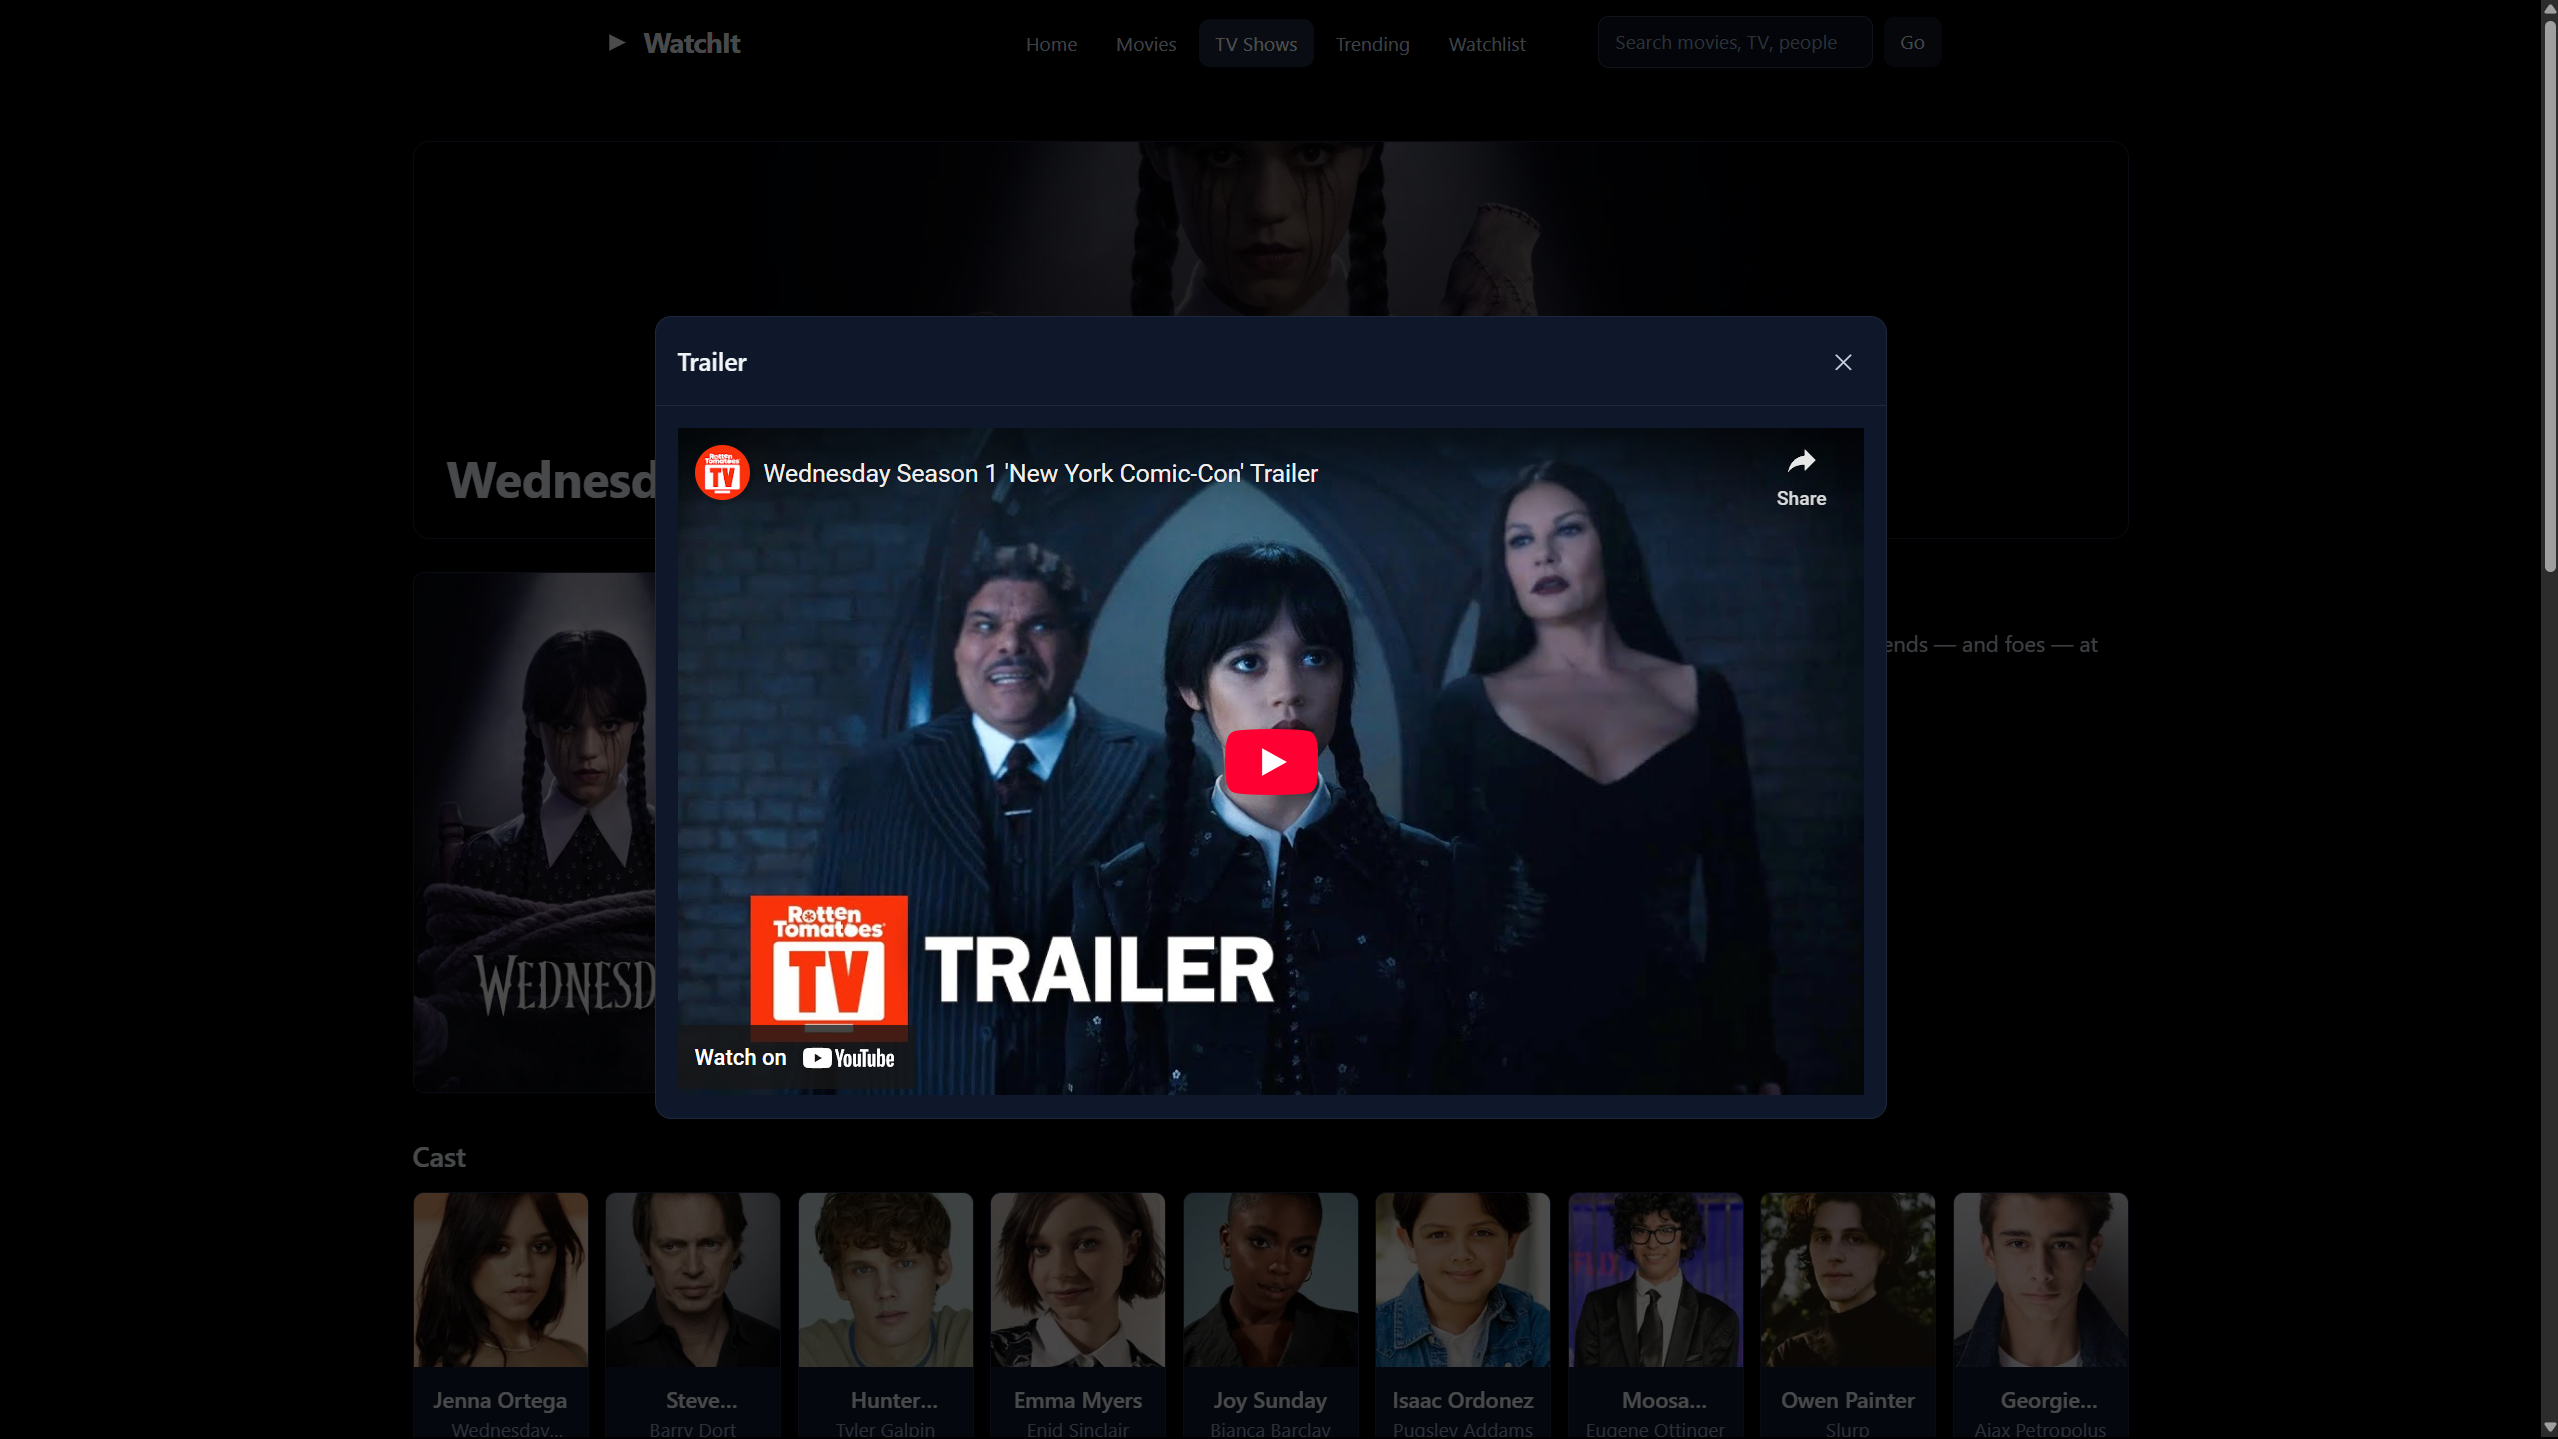 WatchIt
Home Movies TV Shows Trending Watchlist
Search movies, TV, people Go
Trailer
Rotten Tomatoes TV
Wednesday Season 1 'New York Comic-Con' Trailer
Share
Wednesd
ends — and foes — at
WEDNESD
Rotten
Tomatoes
TV
TRAILER
Watch on YouTube
Cast
Jenna Ortega Steve... Hunter... Emma Myers Joy Sunday Isaac Ordonez Moosa... Owen Painter Georgie...
Wednesday... Barry Dort Tyler Galpin Enid Sinclair Bianca Barclay Pugsley Addams Eugene Ottinger Slurp Ajax Petropolus